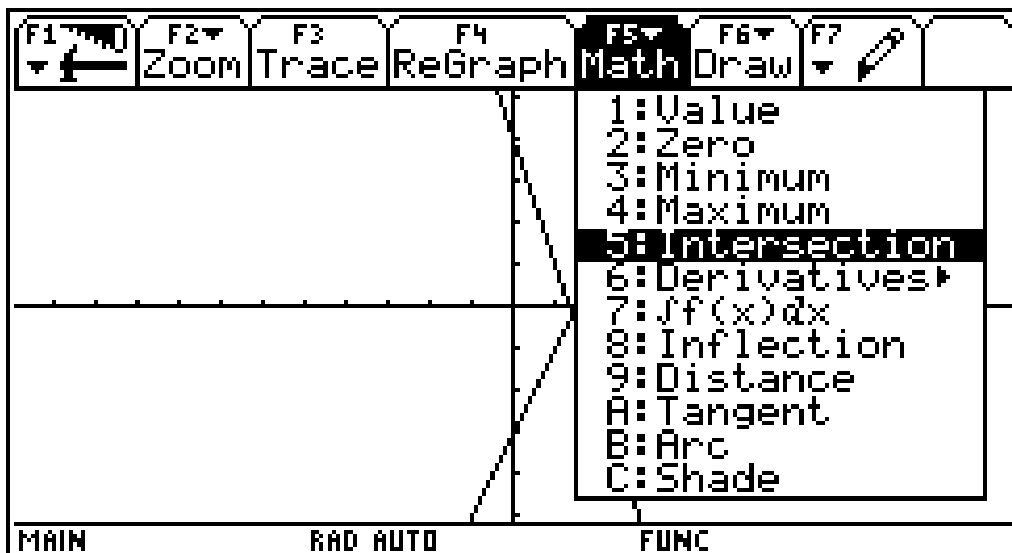 F1 F2 F3 F4 F5 F6 F7
Zoom Trace ReGraph Math Draw
1:Value
2:Zero
3:Minimum
4:Maximum
5:Intersection
6:Derivatives▶
7:∫f(x)dx
8:Inflection
9:Distance
A:Tangent
B:Arc
C:Shade
MAIN RAD AUTO FUNC